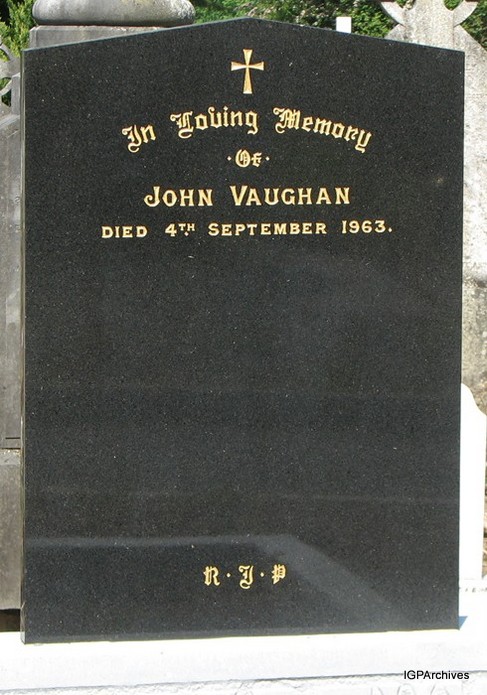 In Loving Memory
· Of ·
JOHN VAUGHAN
DIED 4TH SEPTEMBER 1963.
R · I · P
IGPArchives